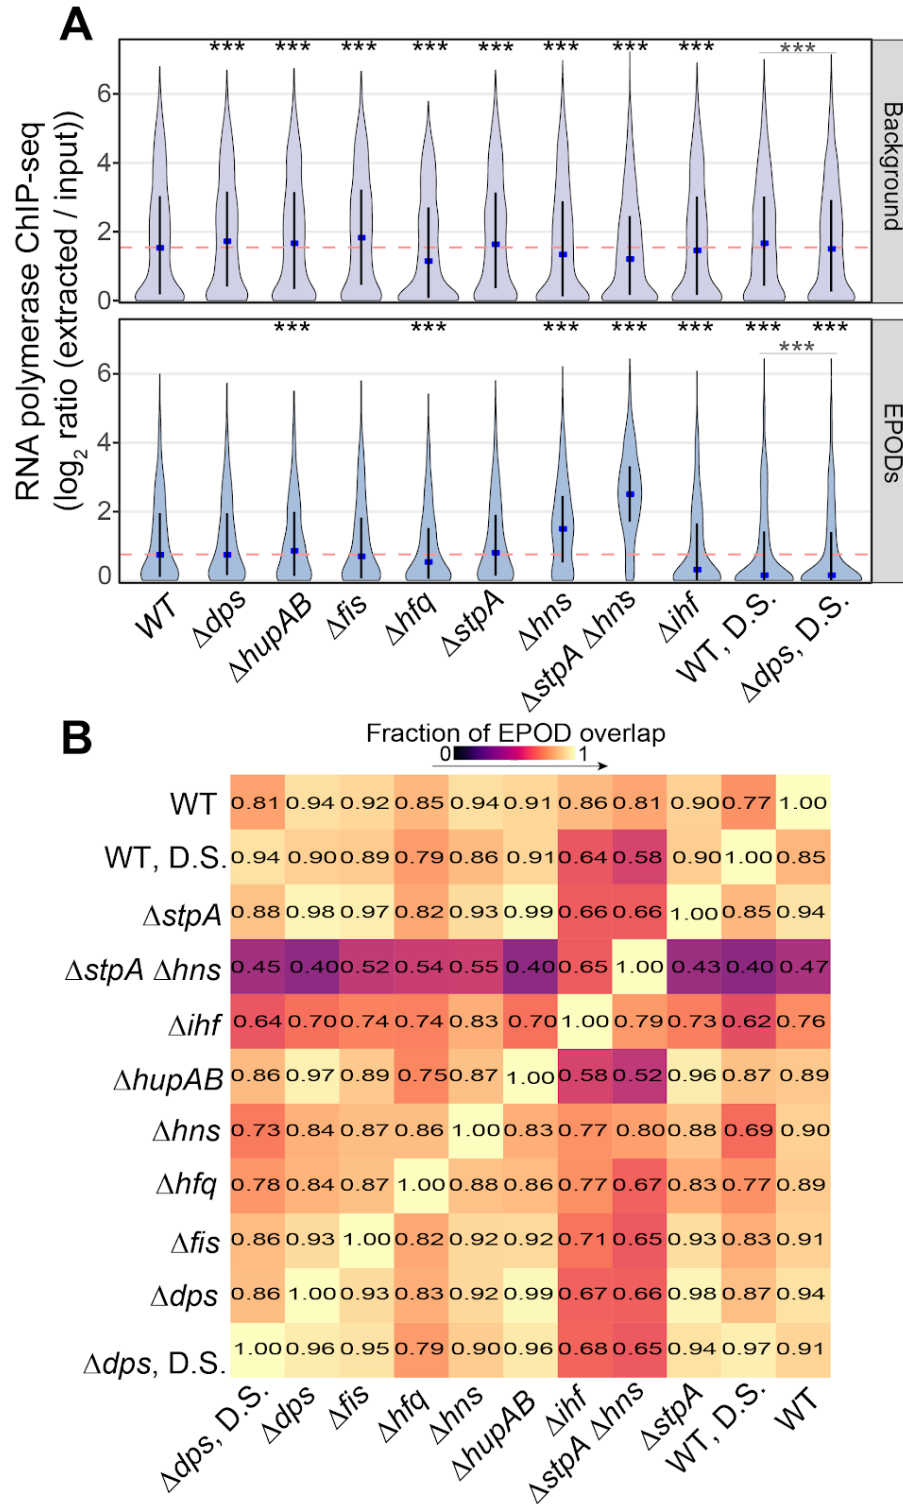 A
*** *** *** *** *** *** *** *** ***
6
4
2
0
Background
*** *** *** *** *** *** ***
***
6
4
2
0
EPODs
RNA polymerase ChIP-seq
(log2 ratio (extracted / input))
WT Δdps ΔhupAB Δfis Δhfq ΔstpA Δhns ΔstpA Δhns Δihf WT, D.S. Δdps, D.S.
B
Fraction of EPOD overlap
0 1
WT 0.81 0.94 0.92 0.85 0.94 0.91 0.86 0.81 0.90 0.77 1.00
WT, D.S. 0.94 0.90 0.89 0.79 0.86 0.91 0.64 0.58 0.90 1.00 0.85
ΔstpA 0.88 0.98 0.97 0.82 0.93 0.99 0.66 0.66 1.00 0.85 0.94
ΔstpA Δhns 0.45 0.40 0.52 0.54 0.55 0.40 0.65 1.00 0.43 0.40 0.47
Δihf 0.64 0.70 0.74 0.74 0.83 0.70 1.00 0.79 0.73 0.62 0.76
ΔhupAB 0.86 0.97 0.89 0.75 0.87 1.00 0.58 0.52 0.96 0.87 0.89
Δhns 0.73 0.84 0.87 0.86 1.00 0.83 0.77 0.80 0.88 0.69 0.90
Δhfq 0.78 0.84 0.87 1.00 0.88 0.86 0.77 0.67 0.83 0.77 0.89
Δfis 0.86 0.93 1.00 0.82 0.92 0.92 0.71 0.65 0.93 0.83 0.91
Δdps 0.86 1.00 0.93 0.83 0.92 0.99 0.67 0.66 0.98 0.87 0.94
Δdps, D.S. 1.00 0.96 0.95 0.79 0.90 0.96 0.68 0.65 0.94 0.97 0.91
Δdps, D.S. Δdps Δfis Δhfq Δhns ΔhupAB Δihf ΔstpA Δhns ΔstpA WT, D.S. WT